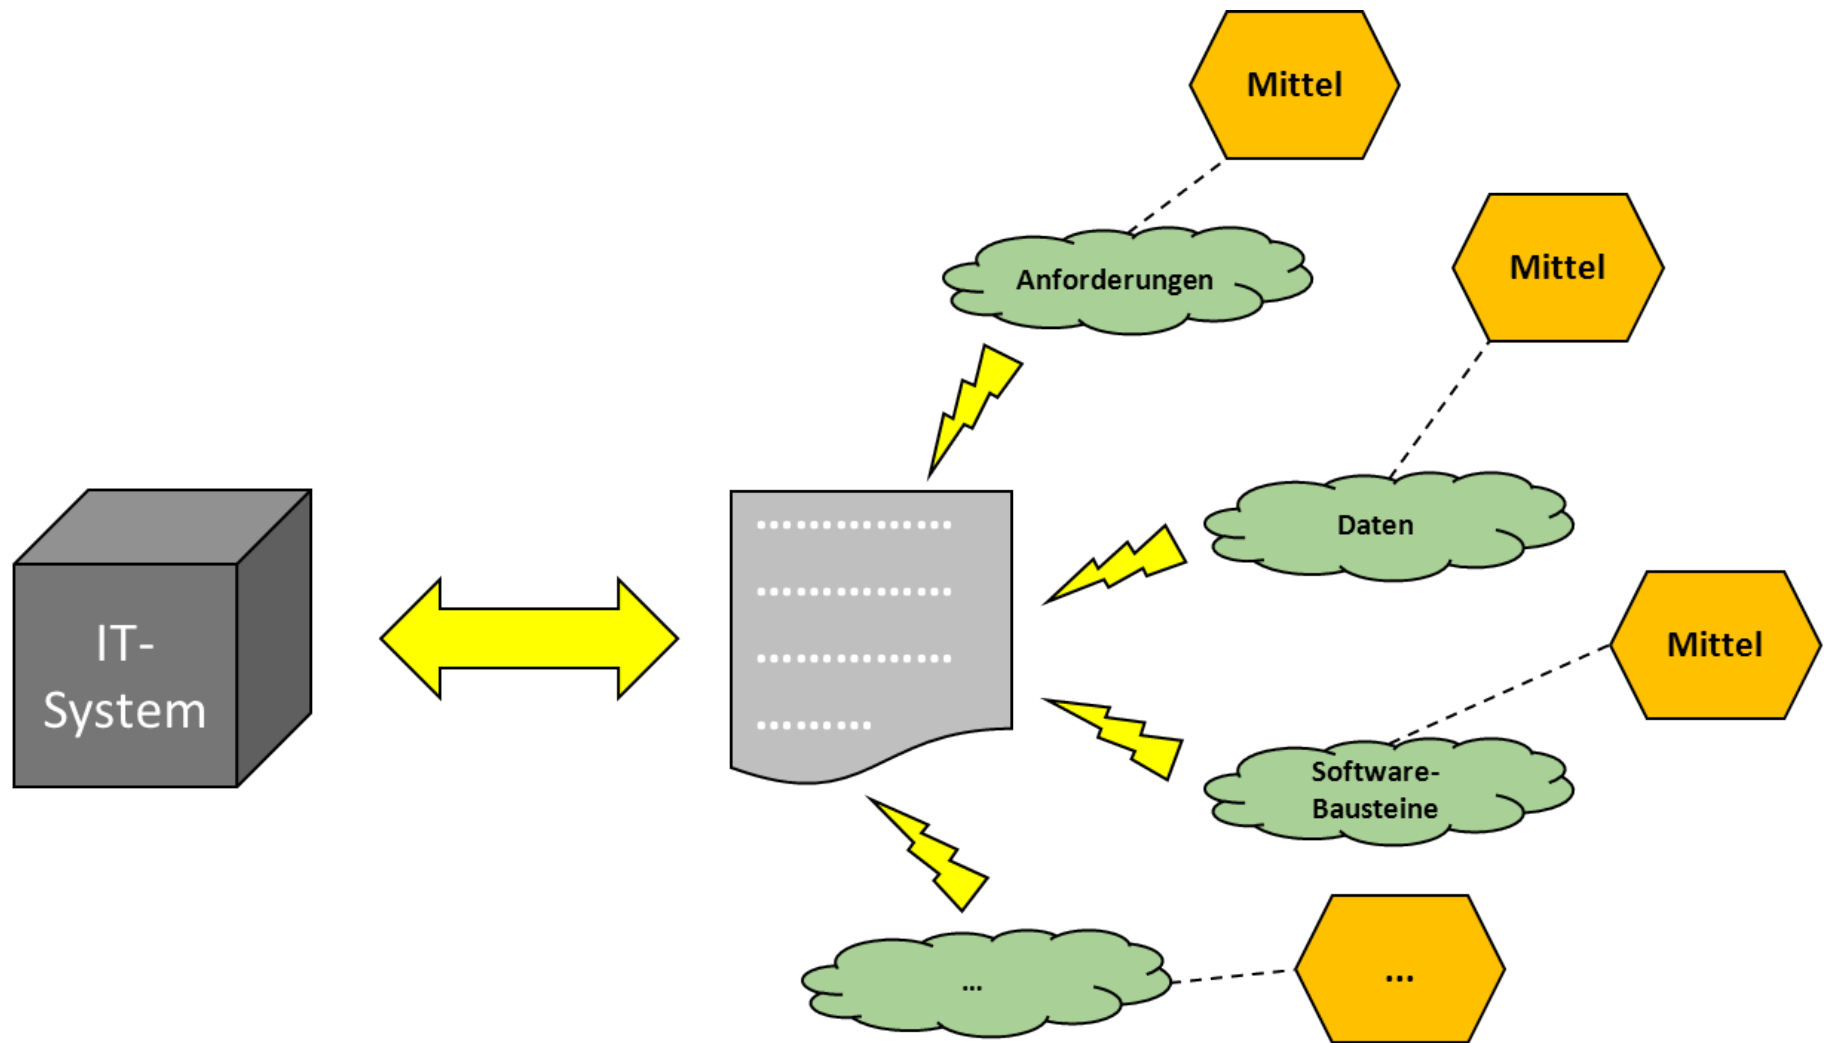 Mittel
Mittel
Anforderungen
Daten
IT-
System
Mittel
Software-
Bausteine
...
...